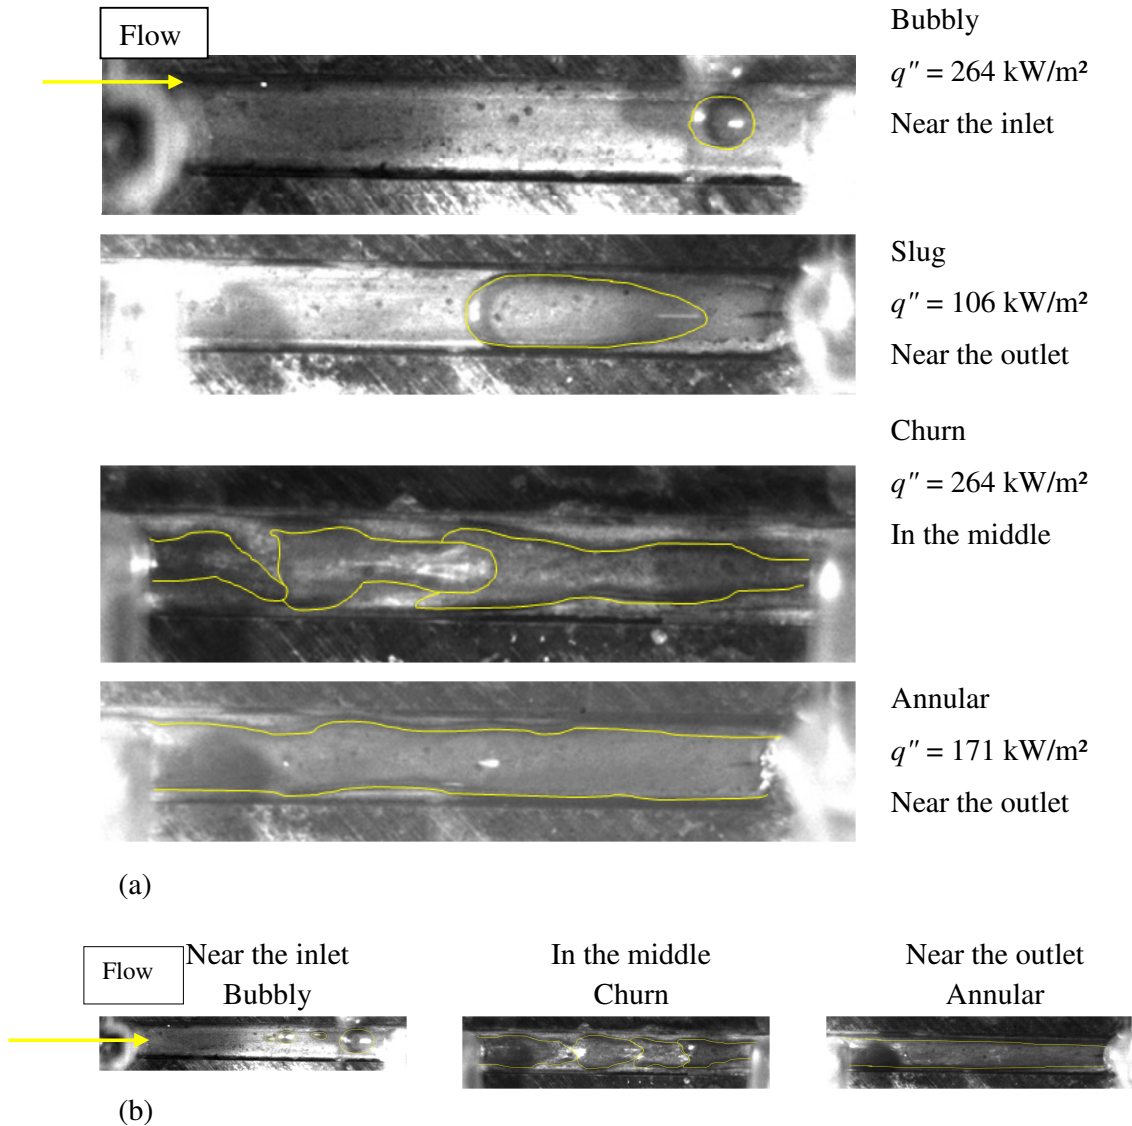 Flow
Bubbly
q″ = 264 kW/m²
Near the inlet
Slug
q″ = 106 kW/m²
Near the outlet
Churn
q″ = 264 kW/m²
In the middle
Annular
q″ = 171 kW/m²
Near the outlet
(a)
Flow
Near the inlet
Bubbly
In the middle
Churn
Near the outlet
Annular
(b)